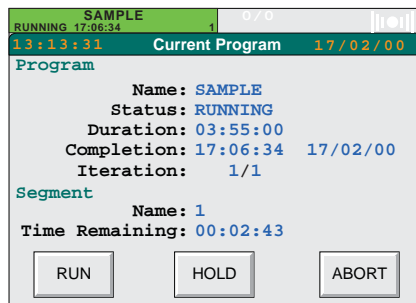 SAMPLE
RUNNING 17:06:34 1 0/0
13:13:31 Current Program 17/02/00
Program
Name: SAMPLE
Status: RUNNING
Duration: 03:55:00
Completion: 17:06:34 17/02/00
Iteration: 1/1
Segment
Name: 1
Time Remaining: 00:02:43
RUN HOLD ABORT